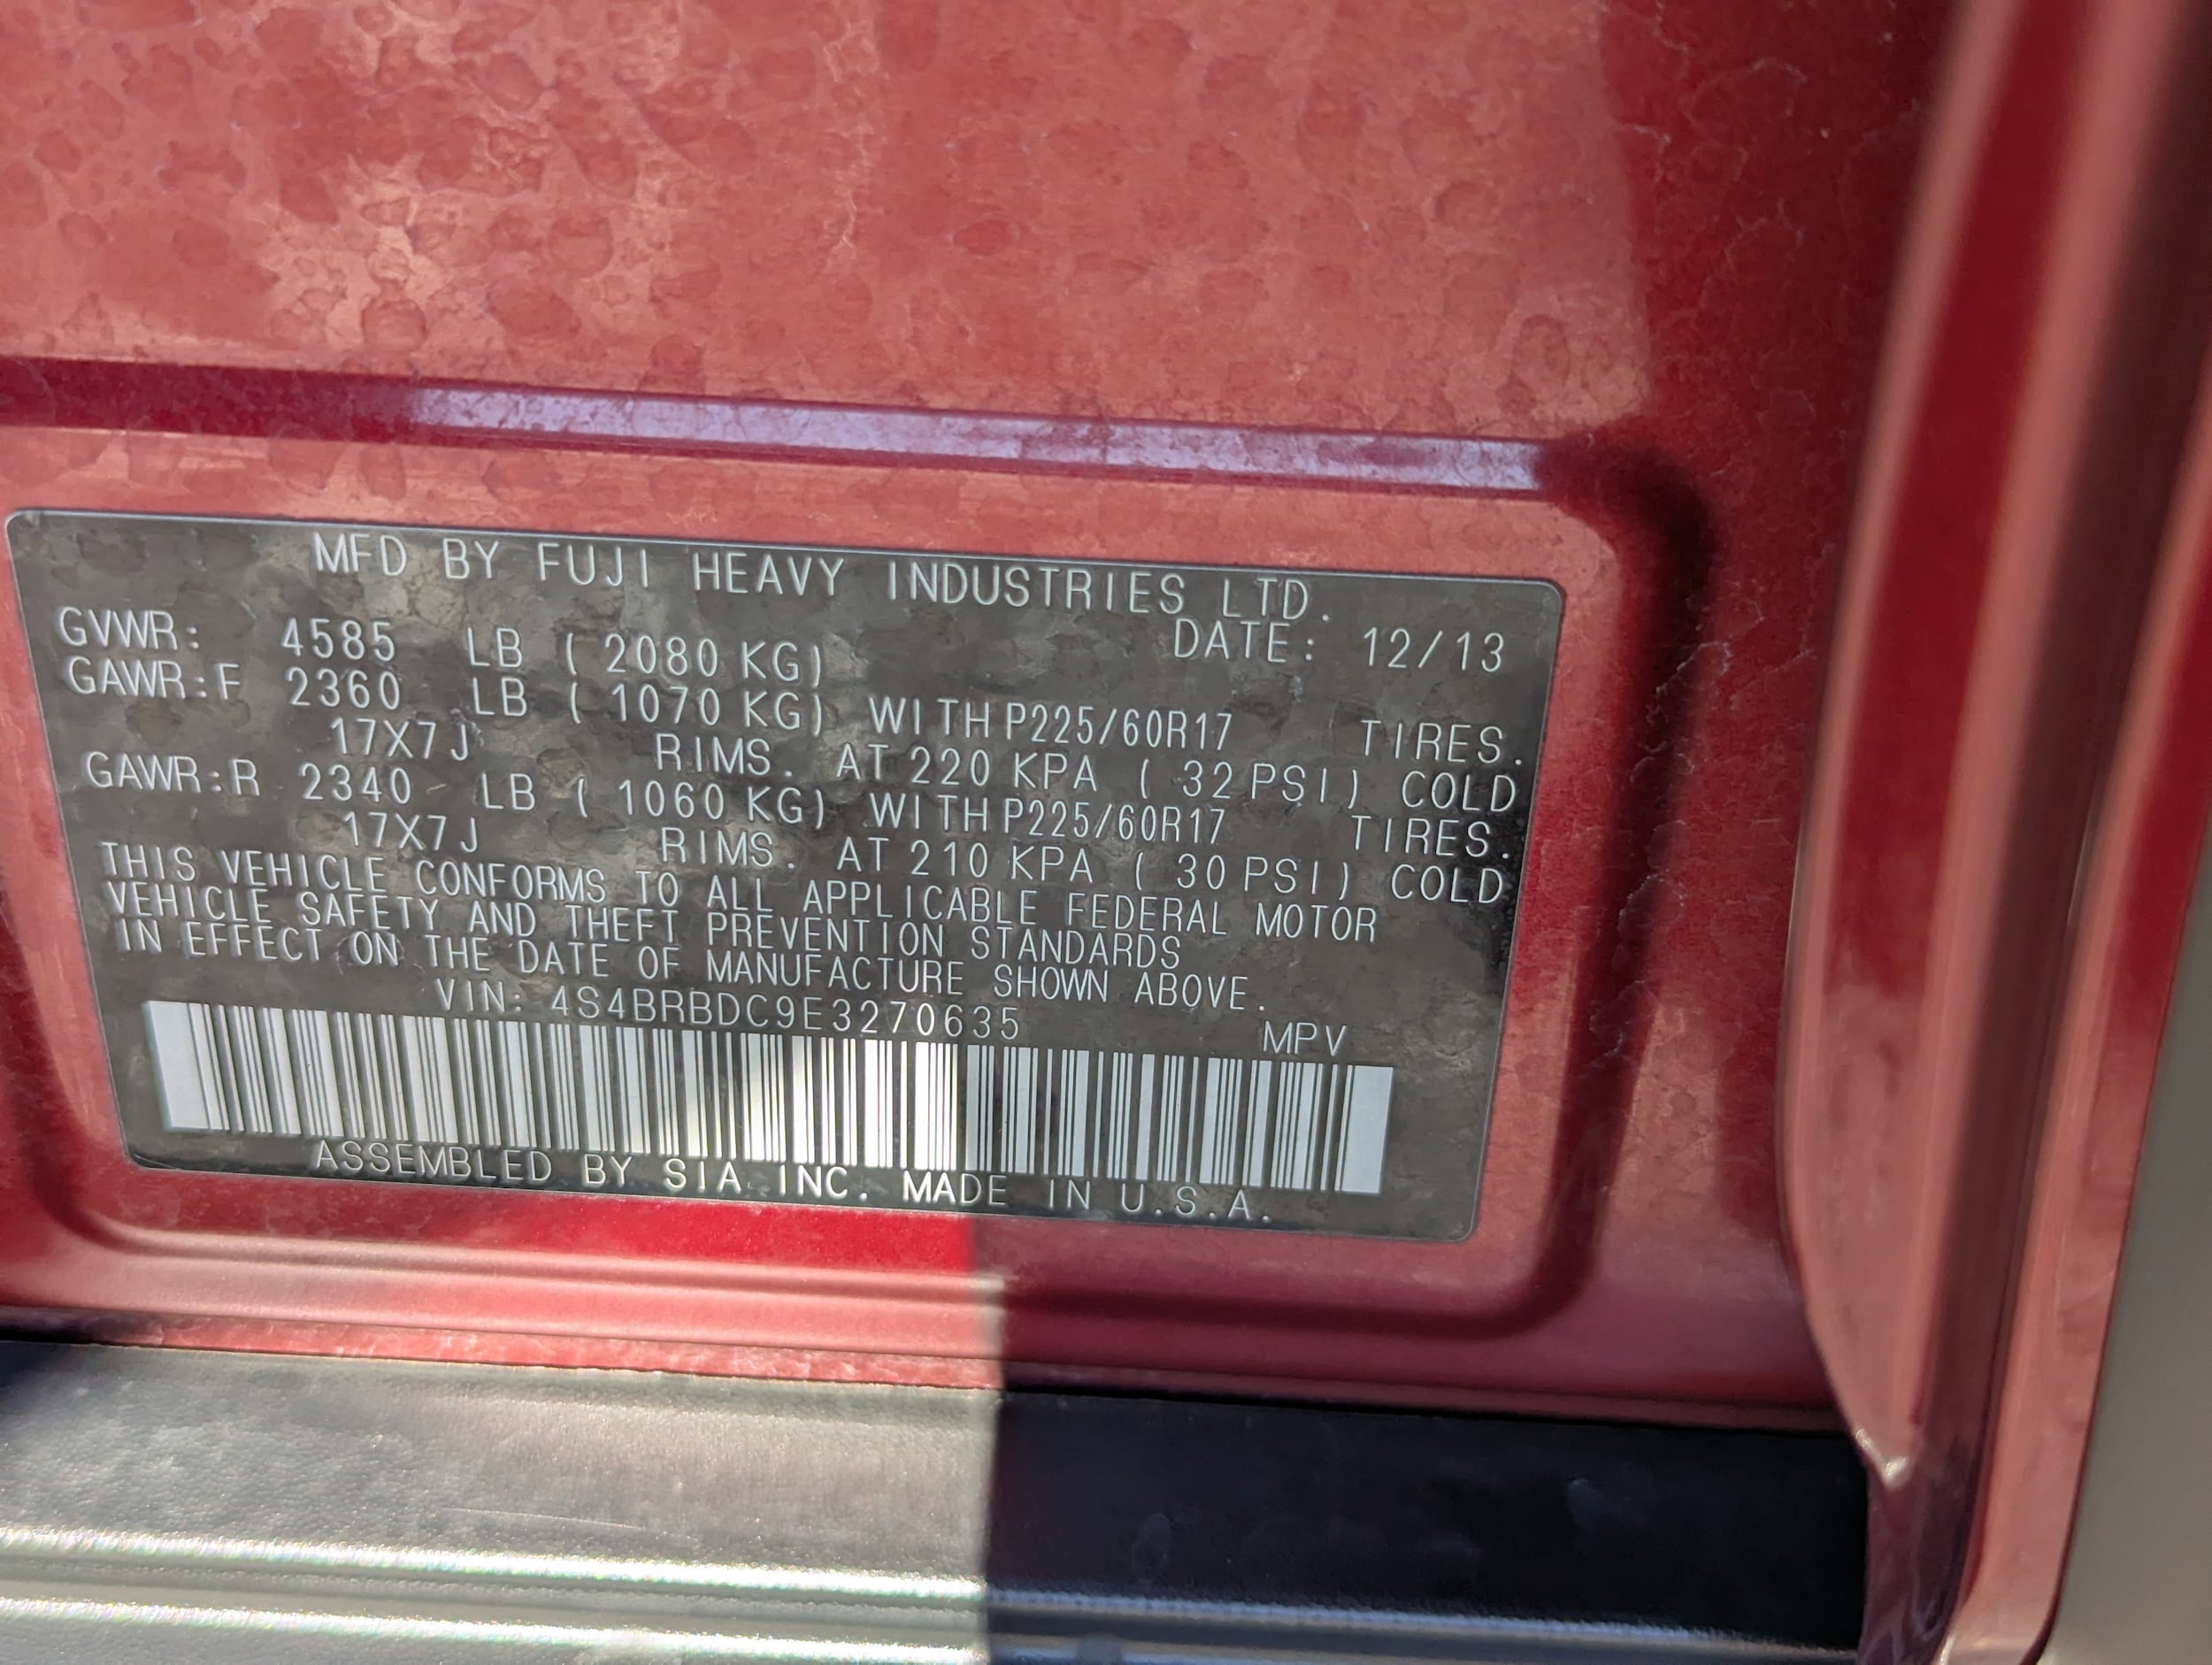 MFD BY FUJI HEAVY INDUSTRIES LTD.
DATE: 12/13
GVWR: 4585 LB ( 2080 KG)
GAWR:F 2360 LB ( 1070 KG) WITH P225/60R17 TIRES.
17X7J RIMS. AT 220 KPA ( 32 PSI) COLD
GAWR:R 2340 LB ( 1060 KG) WITH P225/60R17 TIRES.
17X7J RIMS. AT 210 KPA ( 30 PSI) COLD
THIS VEHICLE CONFORMS TO ALL APPLICABLE FEDERAL MOTOR
VEHICLE SAFETY AND THEFT PREVENTION STANDARDS
IN EFFECT ON THE DATE OF MANUFACTURE SHOWN ABOVE.
VIN: 4S4BRBDC9E3270635 MPV
ASSEMBLED BY SIA INC. MADE IN U.S.A.